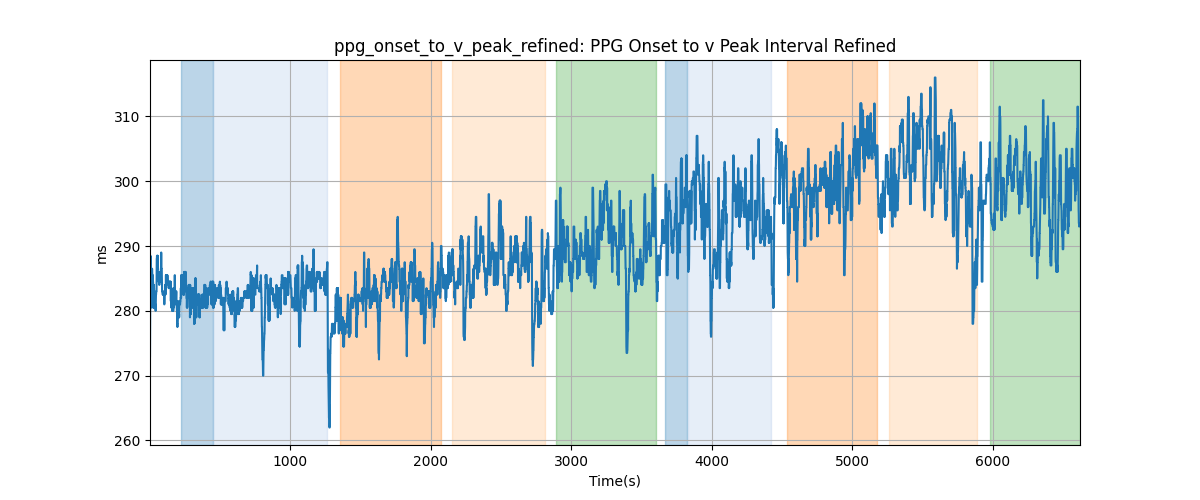 ppg_onset_to_v_peak_refined: PPG Onset to v Peak Interval Refined
310
300
290
280
270
260
ms
1000 2000 3000 4000 5000 6000
Time(s)